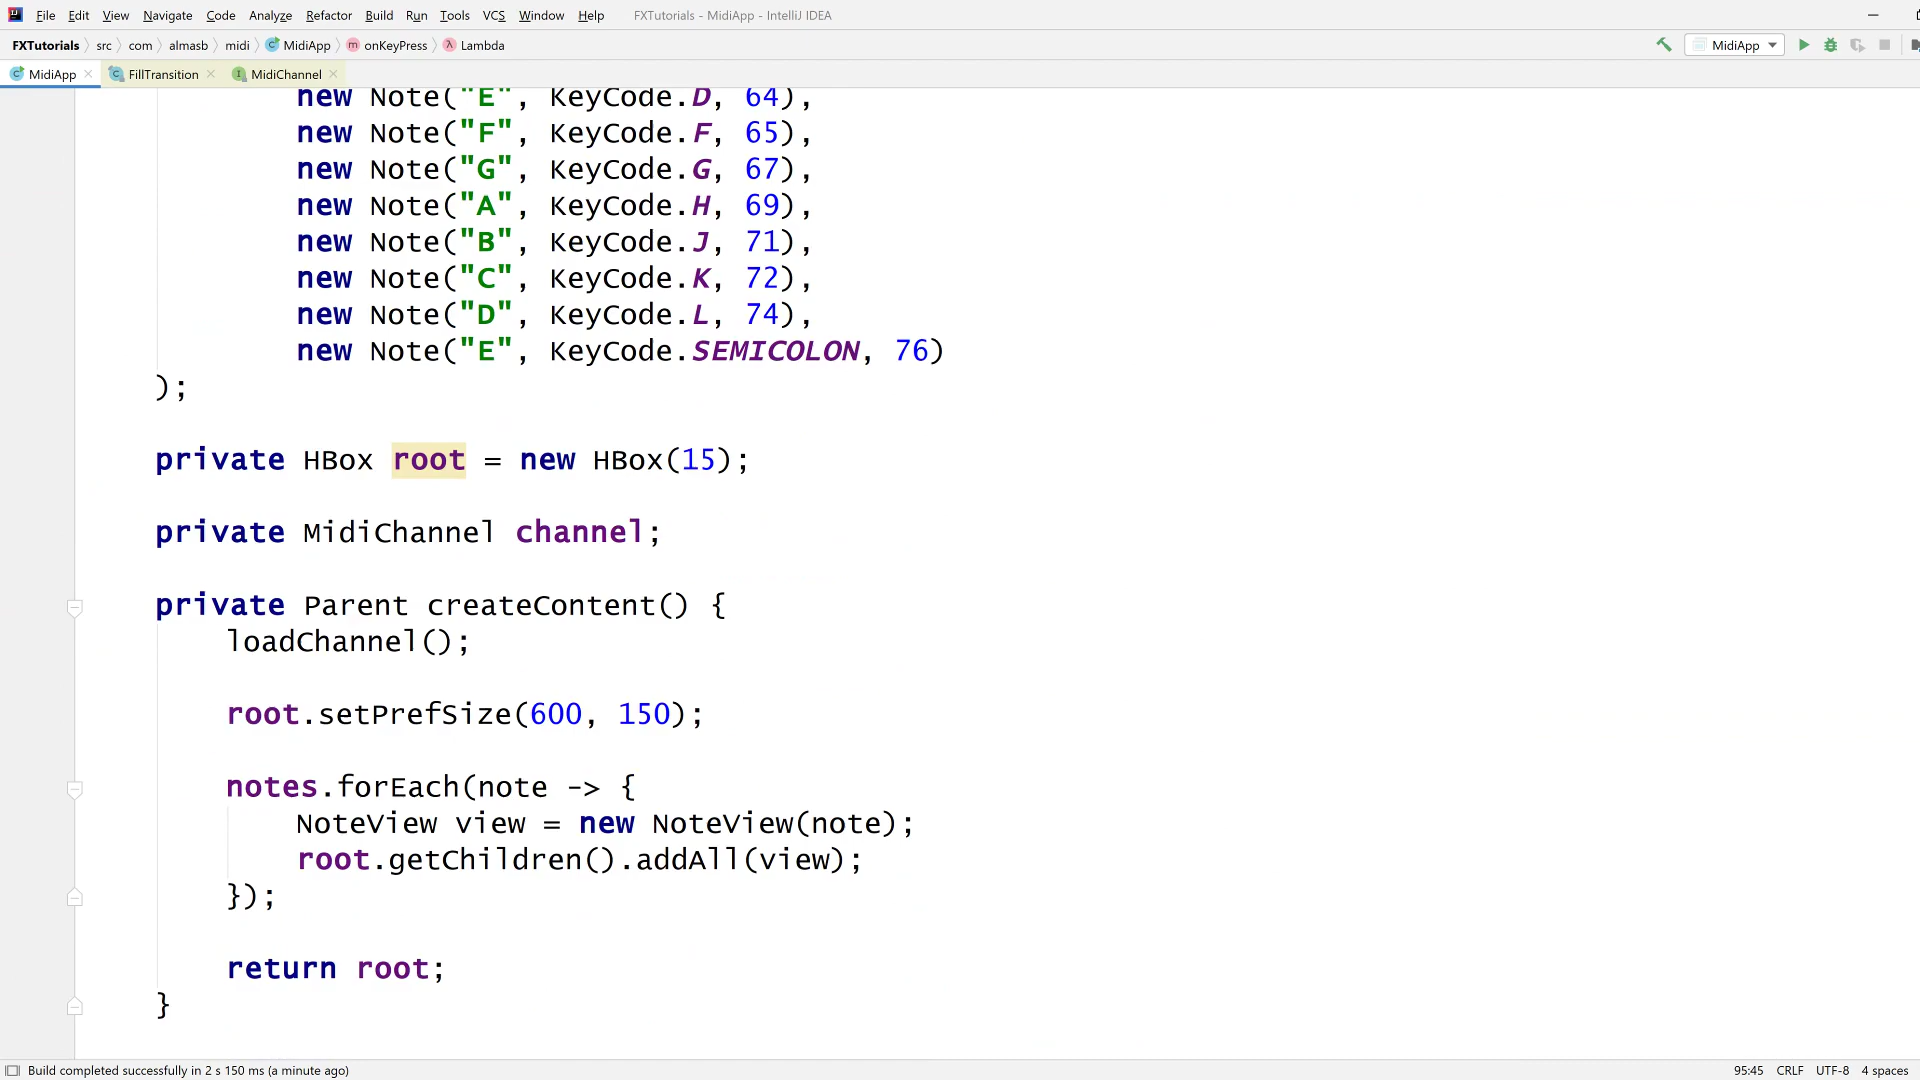 File Edit View Navigate Code Analyze Refactor Build Run Tools VCS Window Help FXTutorials - MidiApp - IntelliJ IDEA
FXTutorials src com almasb midi MidiApp onKeyPress Lambda MidiApp
MidiApp FillTransition MidiChannel
new Note("E", KeyCode.D, 64),
new Note("F", KeyCode.F, 65),
new Note("G", KeyCode.G, 67),
new Note("A", KeyCode.H, 69),
new Note("B", KeyCode.J, 71),
new Note("C", KeyCode.K, 72),
new Note("D", KeyCode.L, 74),
new Note("E", KeyCode.SEMICOLON, 76)
);
private HBox root = new HBox(15);
private MidiChannel channel;
private Parent createContent() {
loadChannel();
root.setPrefSize(600, 150);
notes.forEach(note -> {
NoteView view = new NoteView(note);
root.getChildren().addAll(view);
});
return root;
}
Build completed successfully in 2 s 150 ms (a minute ago) 95:45 CRLF UTF-8 4 spaces